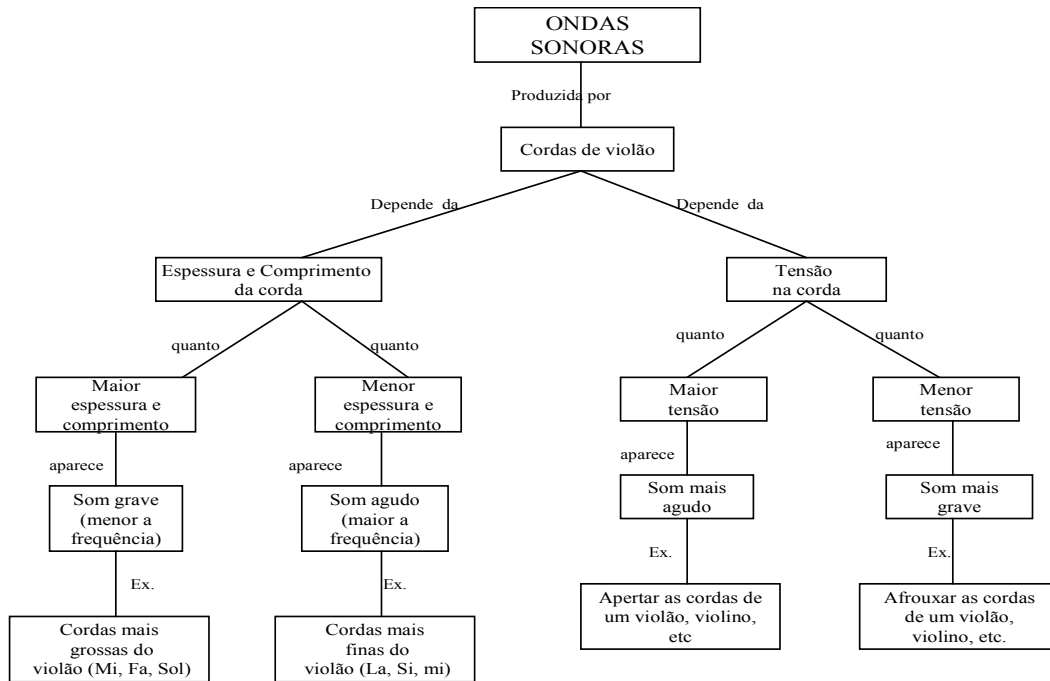 ONDAS
SONORAS
Produzida por
Cordas de violão
Depende da
Depende da
Espessura e Comprimento
da corda
Tensão
na corda
quanto
quanto
quanto
quanto
Maior
espessura e
comprimento
Menor
espessura e
comprimento
Maior
tensão
Menor
tensão
aparece
aparece
aparece
aparece
Som grave
(menor a
frequência)
Som agudo
(maior a
frequência)
Som mais
agudo
Som mais
grave
Ex.
Ex.
Ex.
Ex.
Cordas mais
grossas do
violão (Mi, Fa, Sol)
Cordas mais
finas do
violão (La, Si, mi)
Apertar as cordas de
um violão, violino,
etc
Afrouxar as cordas
de um violão,
violino, etc.